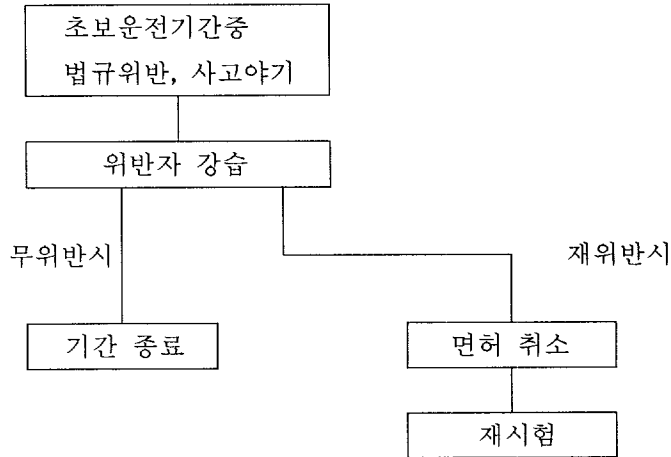 초보운전기간중
법규위반, 사고야기
위반자 강습
무위반시
재위반시
기간 종료
면허 취소
재시험